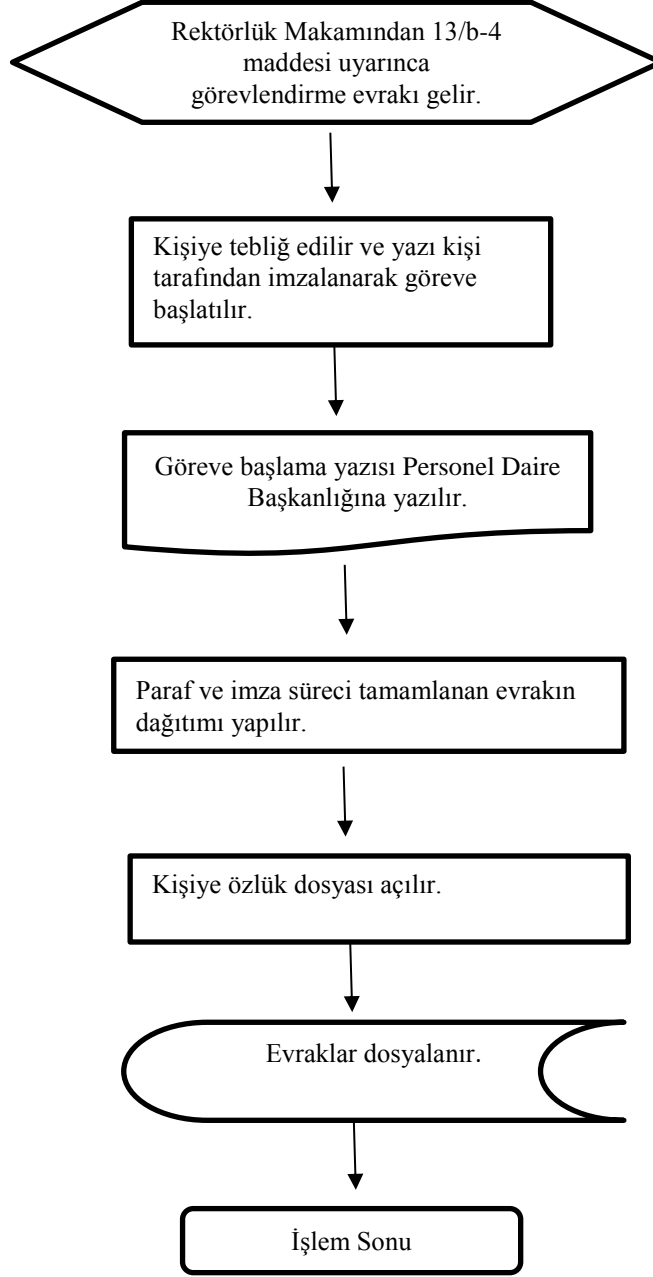 Rektörlük Makamından 13/b-4
maddesi uyarınca
görevlendirme evrakı gelir.
Kişiye tebliğ edilir ve yazı kişi
tarafından imzalanarak göreve
başlatılır.
Göreve başlama yazısı Personel Daire
Başkanlığına yazılır.
Paraf ve imza süreci tamamlanan evrakın
dağıtımı yapılır.
Kişiye özlük dosyası açılır.
Evraklar dosyalanır.
İşlem Sonu